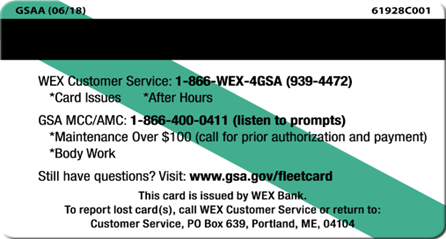 GSAA (06/18) 61928C001
WEX Customer Service: 1-866-WEX-4GSA (939-4472)
*Card Issues *After Hours
GSA MCC/AMC: 1-866-400-0411 (listen to prompts)
*Maintenance Over $100 (call for prior authorization and payment)
*Body Work
Still have questions? Visit: www.gsa.gov/fleetcard
This card is issued by WEX Bank.
To report lost card(s), call WEX Customer Service or return to:
Customer Service, PO Box 639, Portland, ME, 04104